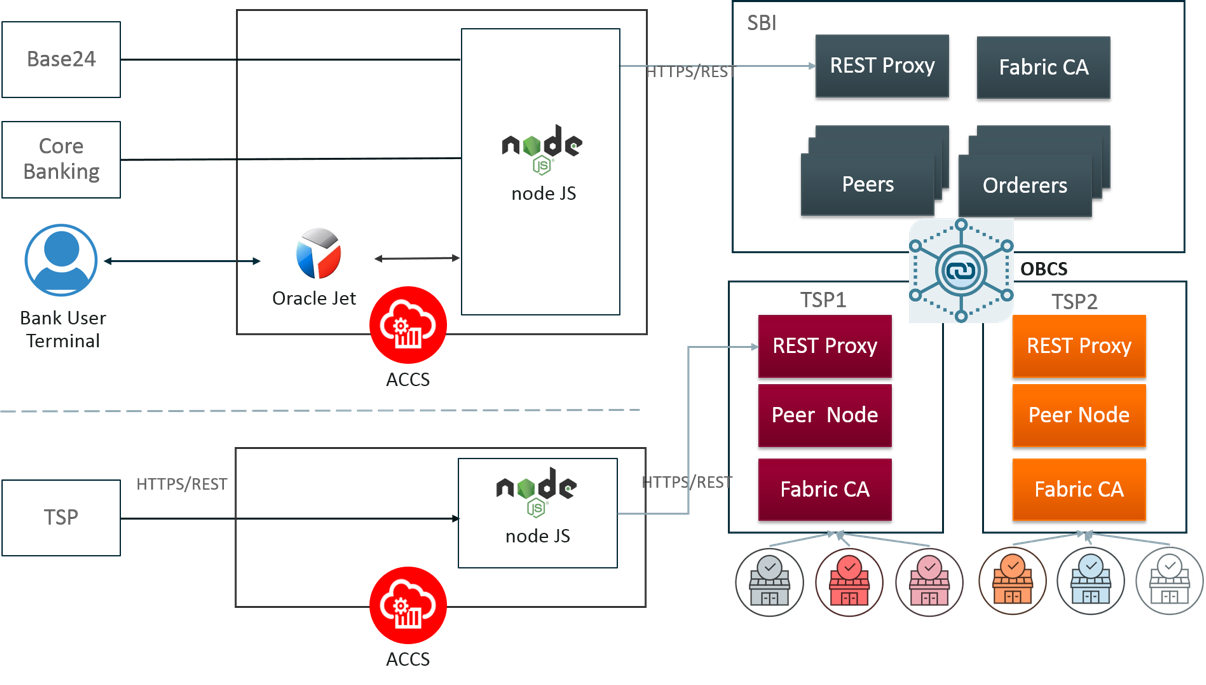 SBI
Base24
HTTPS/REST
REST Proxy
Fabric CA
Core
Banking
node
JS
node JS
Peers
Orderers
Oracle Jet
Bank User
Terminal
ACCS
OBCS
TSP1
TSP2
REST Proxy
REST Proxy
Peer Node
Peer Node
Fabric CA
Fabric CA
TSP
HTTPS/REST
node
JS
node JS
HTTPS/REST
ACCS